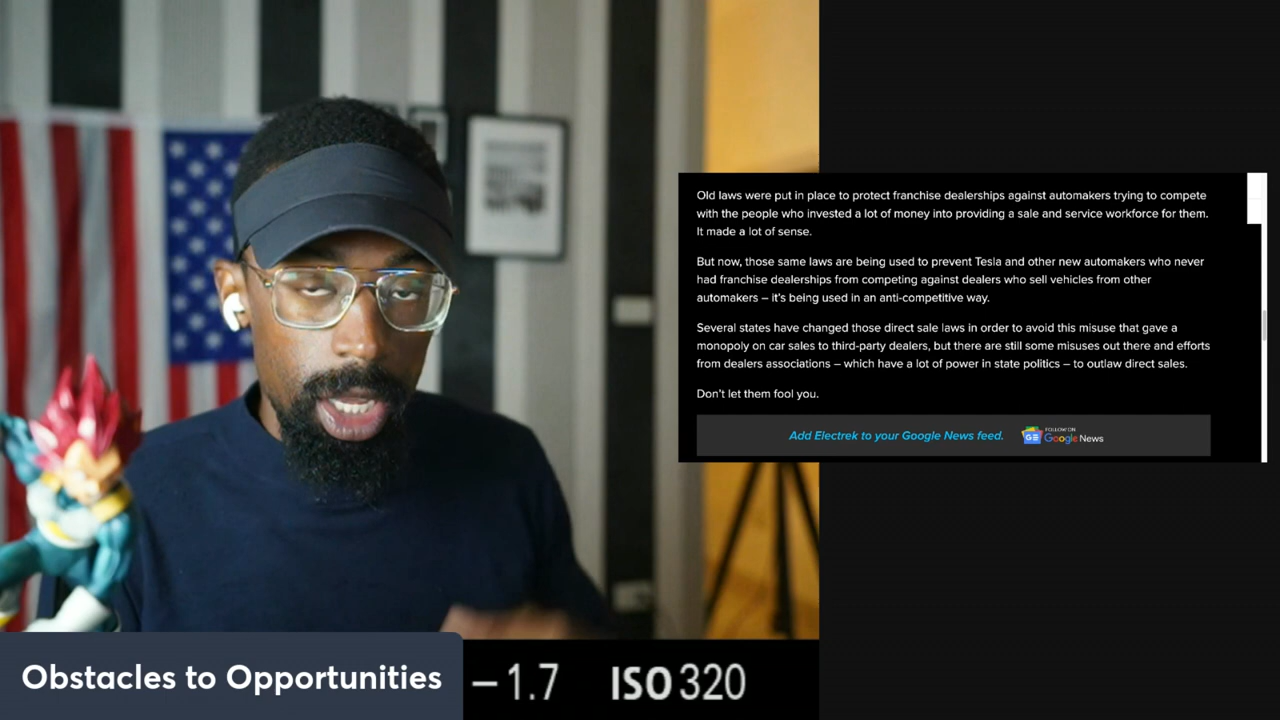 Old laws were put in place to protect franchise dealerships against automakers trying to compete
with the people who invested a lot of money into providing a sale and service workforce for them.
It made a lot of sense.
But now, those same laws are being used to prevent Tesla and other new automakers who never
had franchise dealerships from competing against dealers who sell vehicles from other
automakers – it's being used in an anti-competitive way.
Several states have changed those direct sale laws in order to avoid this misuse that gave a
monopoly on car sales to third-party dealers, but there are still some misuses out there and efforts
from dealers associations – which have a lot of power in state politics – to outlaw direct sales.
Don't let them fool you.
Add Electrek to your Google News feed.
FOLLOW ON
GE Google News
Obstacles to Opportunities
– 1.7 ISO 320